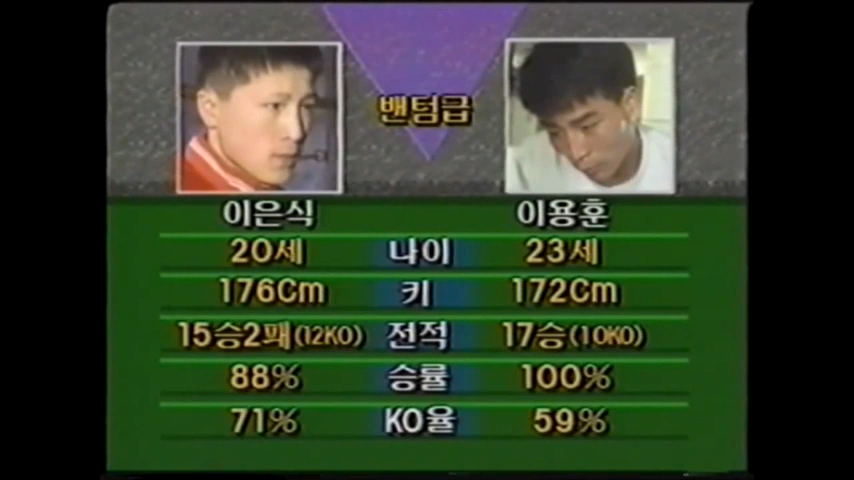 밴텀급
이은식 이용훈
20세 나이 23세
176Cm 키 172Cm
15승2패(12KO) 전적 17승(10KO)
88% 승률 100%
71% KO율 59%